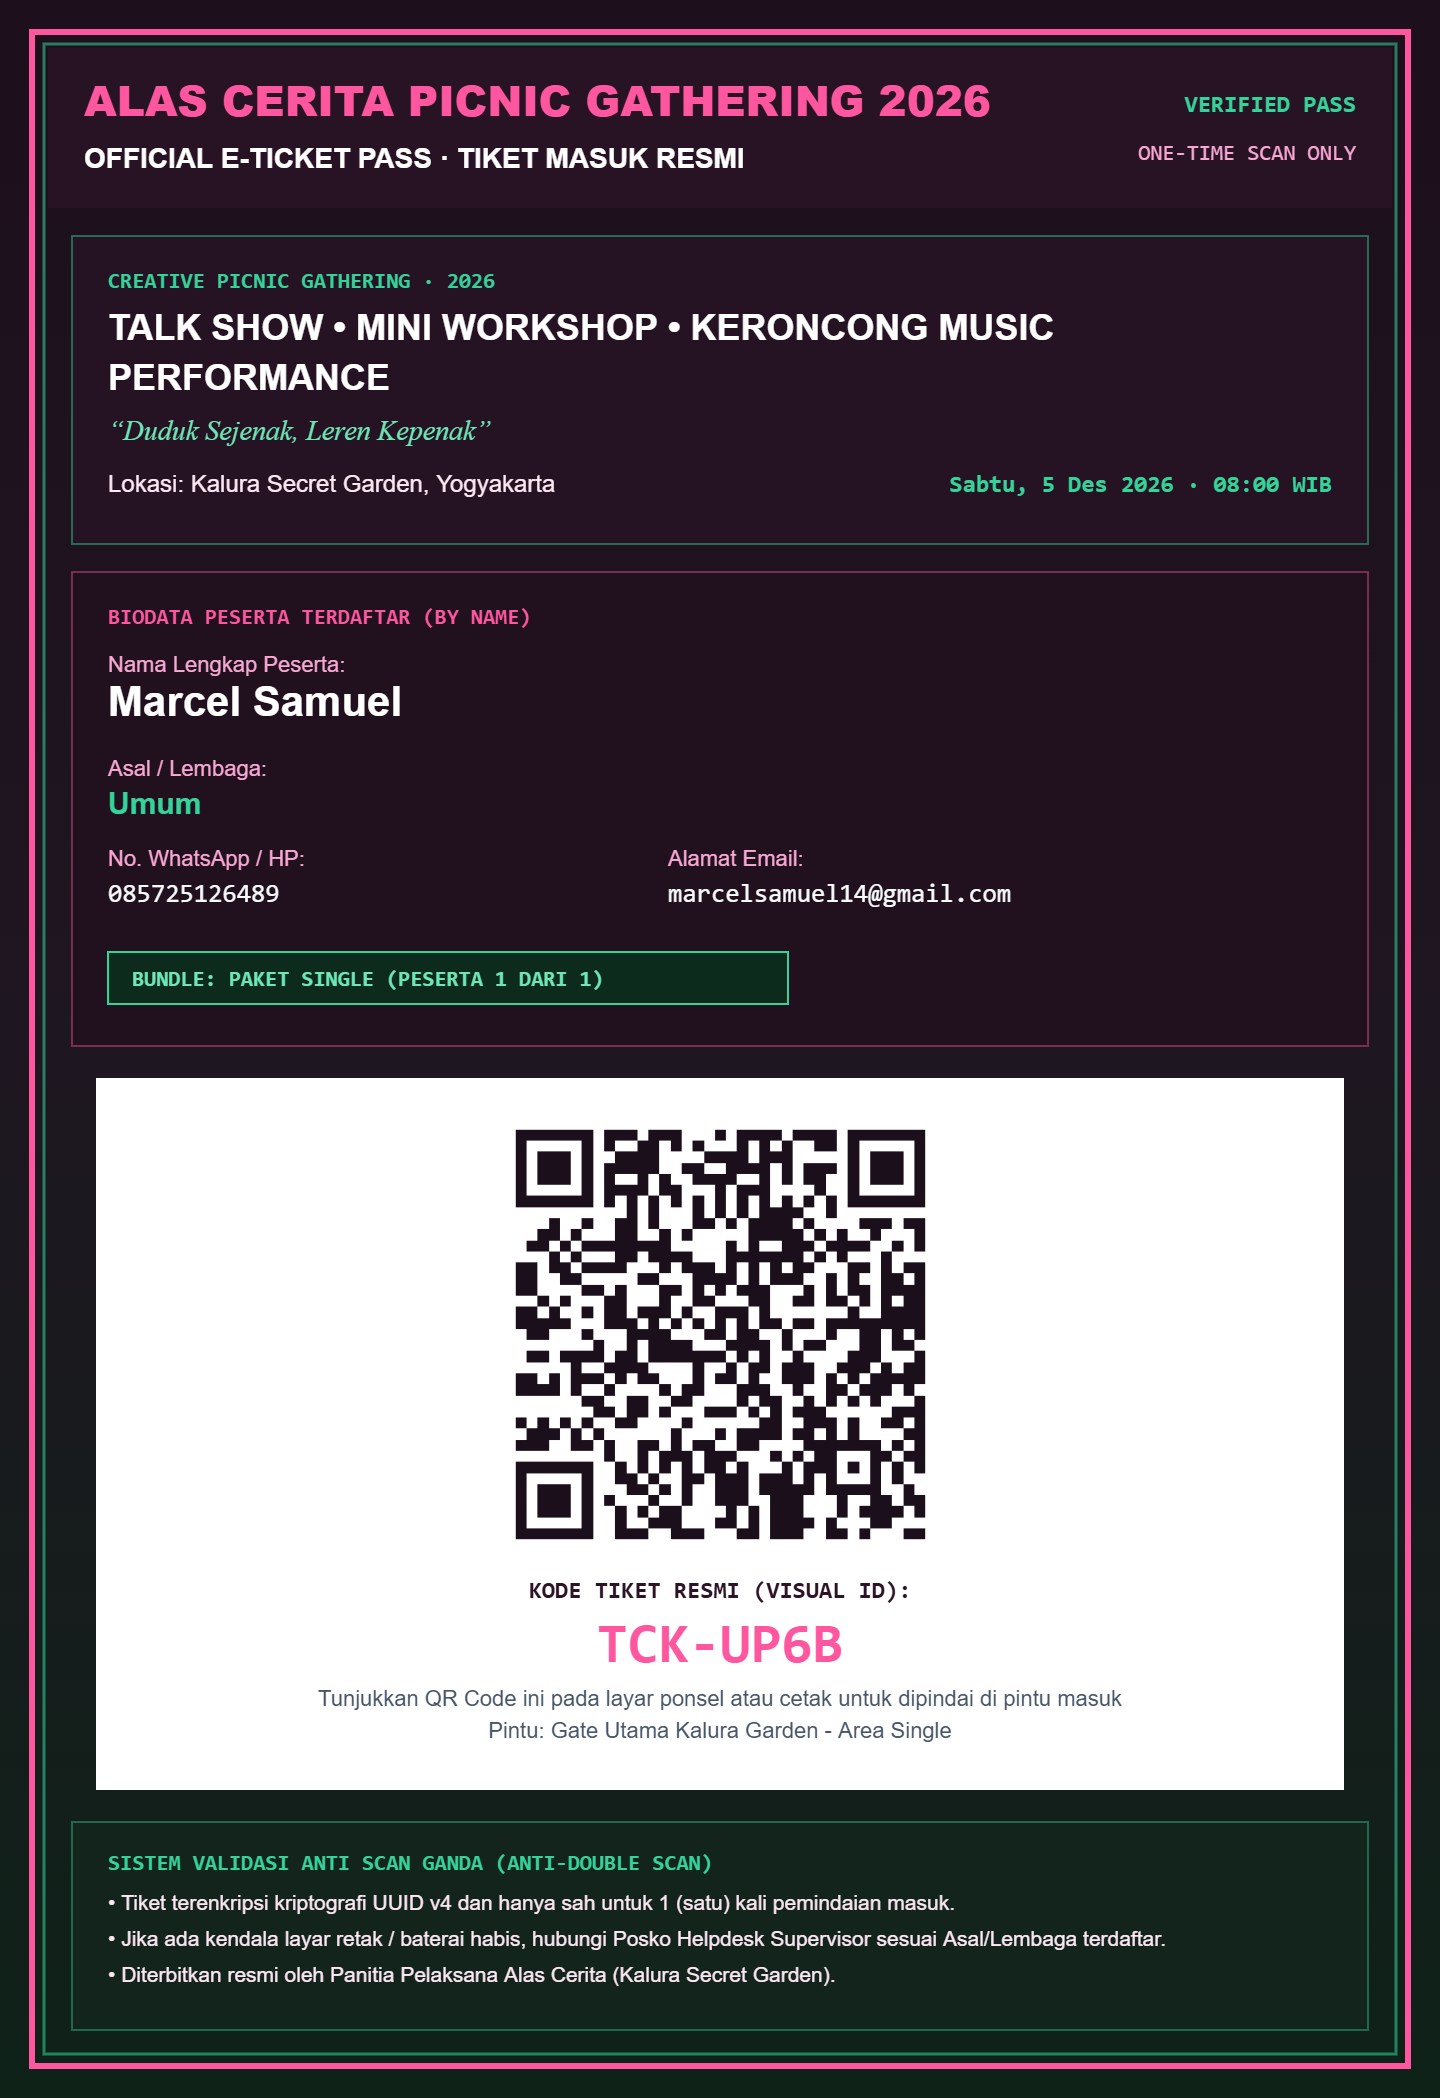 ALAS CERITA PICNIC GATHERING 2026
VERIFIED PASS
OFFICIAL E-TICKET PASS · TIKET MASUK RESMI
ONE-TIME SCAN ONLY
CREATIVE PICNIC GATHERING · 2026
TALK SHOW • MINI WORKSHOP • KERONCONG MUSIC
PERFORMANCE
“Duduk Sejenak, Leren Kepenak”
Lokasi: Kalura Secret Garden, Yogyakarta
Sabtu, 5 Des 2026 · 08:00 WIB
BIODATA PESERTA TERDAFTAR (BY NAME)
Nama Lengkap Peserta:
Marcel Samuel
Asal / Lembaga:
Umum
No. WhatsApp / HP:
085725126489
Alamat Email:
marcelsamuel14@gmail.com
BUNDLE: PAKET SINGLE (PESERTA 1 DARI 1)
KODE TIKET RESMI (VISUAL ID):
TCK-UP6B
Tunjukkan QR Code ini pada layar ponsel atau cetak untuk dipindai di pintu masuk
Pintu: Gate Utama Kalura Garden - Area Single
SISTEM VALIDASI ANTI SCAN GANDA (ANTI-DOUBLE SCAN)
• Tiket terenkripsi kriptografi UUID v4 dan hanya sah untuk 1 (satu) kali pemindaian masuk.
• Jika ada kendala layar retak / baterai habis, hubungi Posko Helpdesk Supervisor sesuai Asal/Lembaga terdaftar.
• Diterbitkan resmi oleh Panitia Pelaksana Alas Cerita (Kalura Secret Garden).